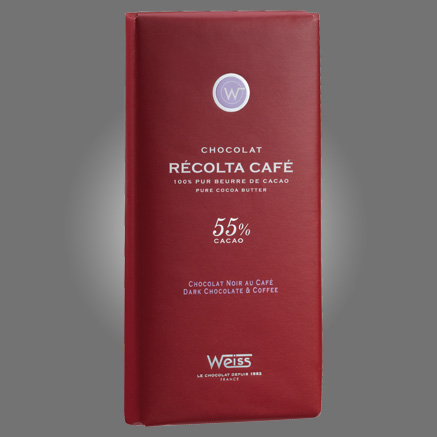 W
CHOCOLAT
RÉCOLTA CAFÉ
100% PUR BEURRE DE CACAO
PURE COCOA BUTTER
55%
CACAO
CHOCOLAT NOIR AU CAFÉ
DARK CHOCOLATE & COFFEE
Weiss
LE CHOCOLAT DEPUIS 1882
FRANCE